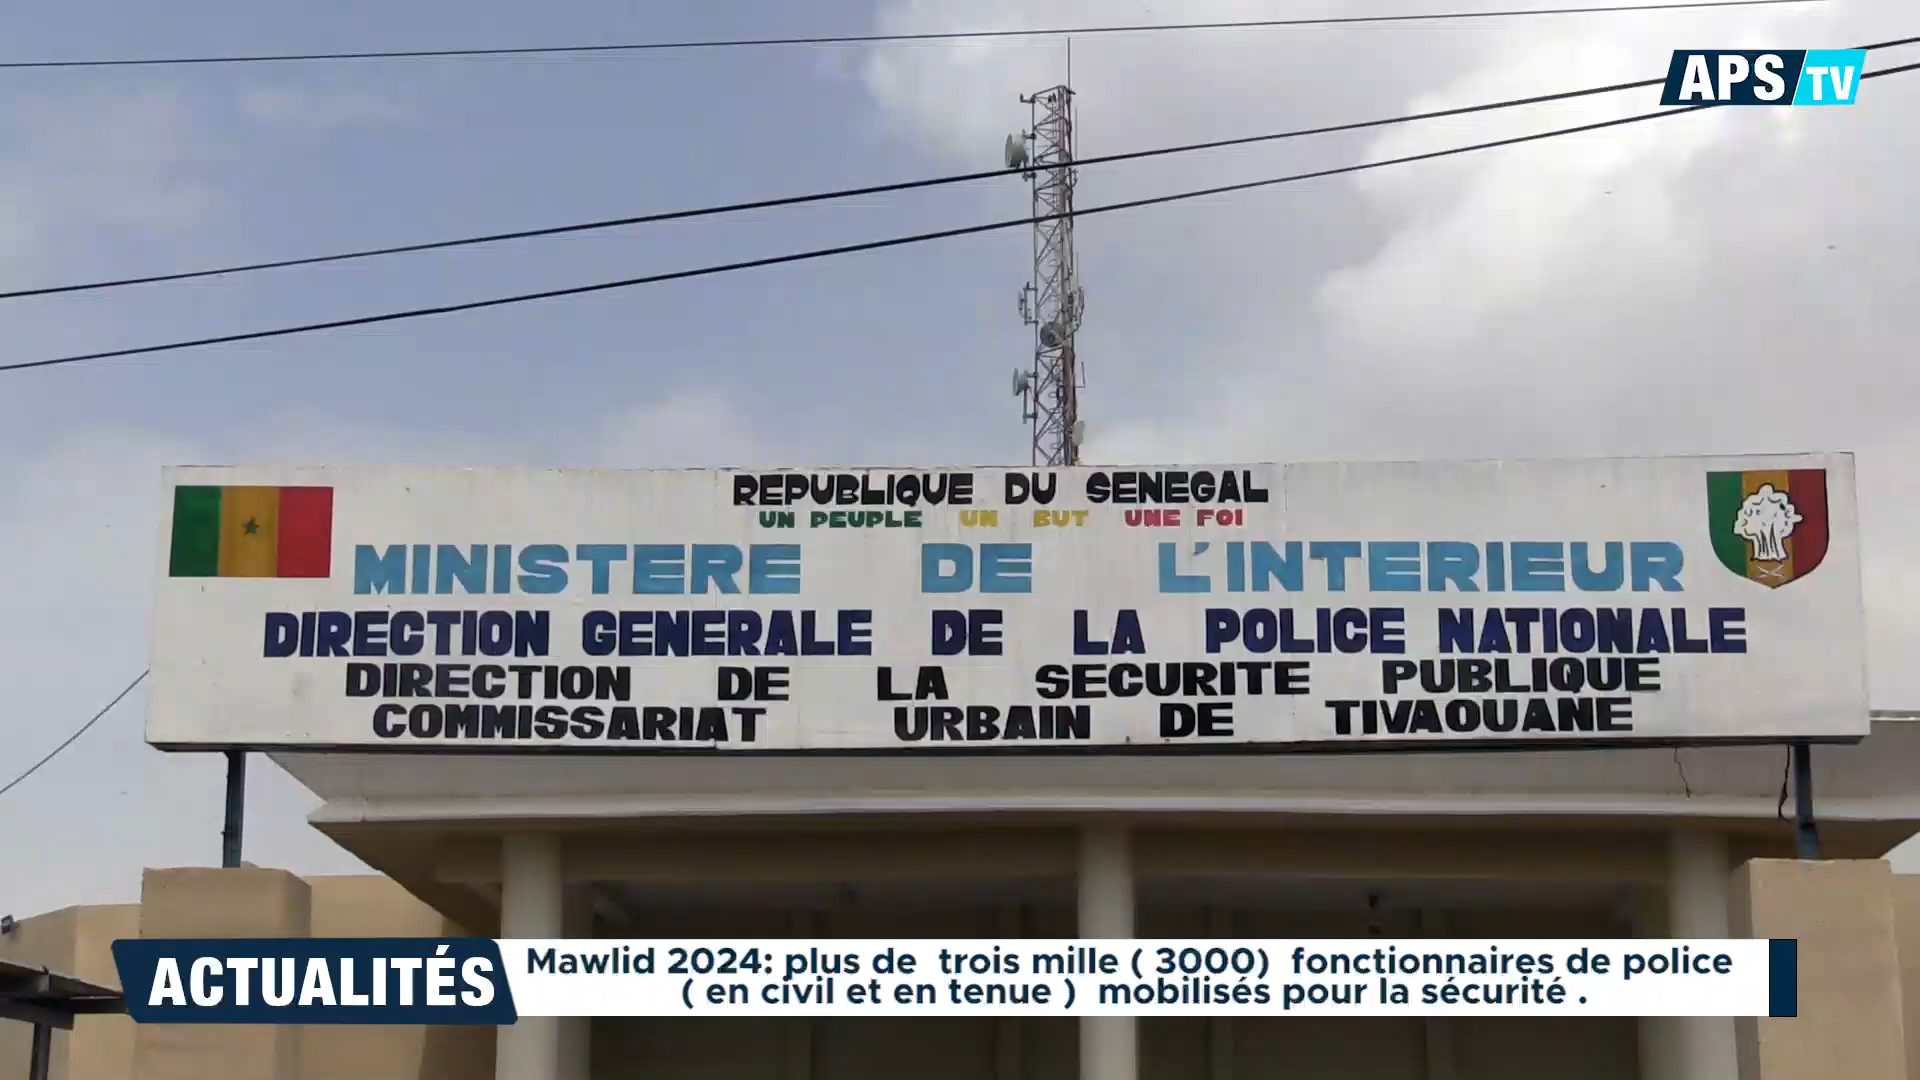 APS TV
REPUBLIQUE DU SENEGAL
UN PEUPLE UN BUT UNE FOI
MINISTERE DE L'INTERIEUR
DIRECTION GENERALE DE LA POLICE NATIONALE
DIRECTION DE LA SECURITE PUBLIQUE
COMMISSARIAT URBAIN DE TIVAOUANE
ACTUALITÉS
Mawlid 2024: plus de trois mille ( 3000) fonctionnaires de police
( en civil et en tenue ) mobilisés pour la sécurité .